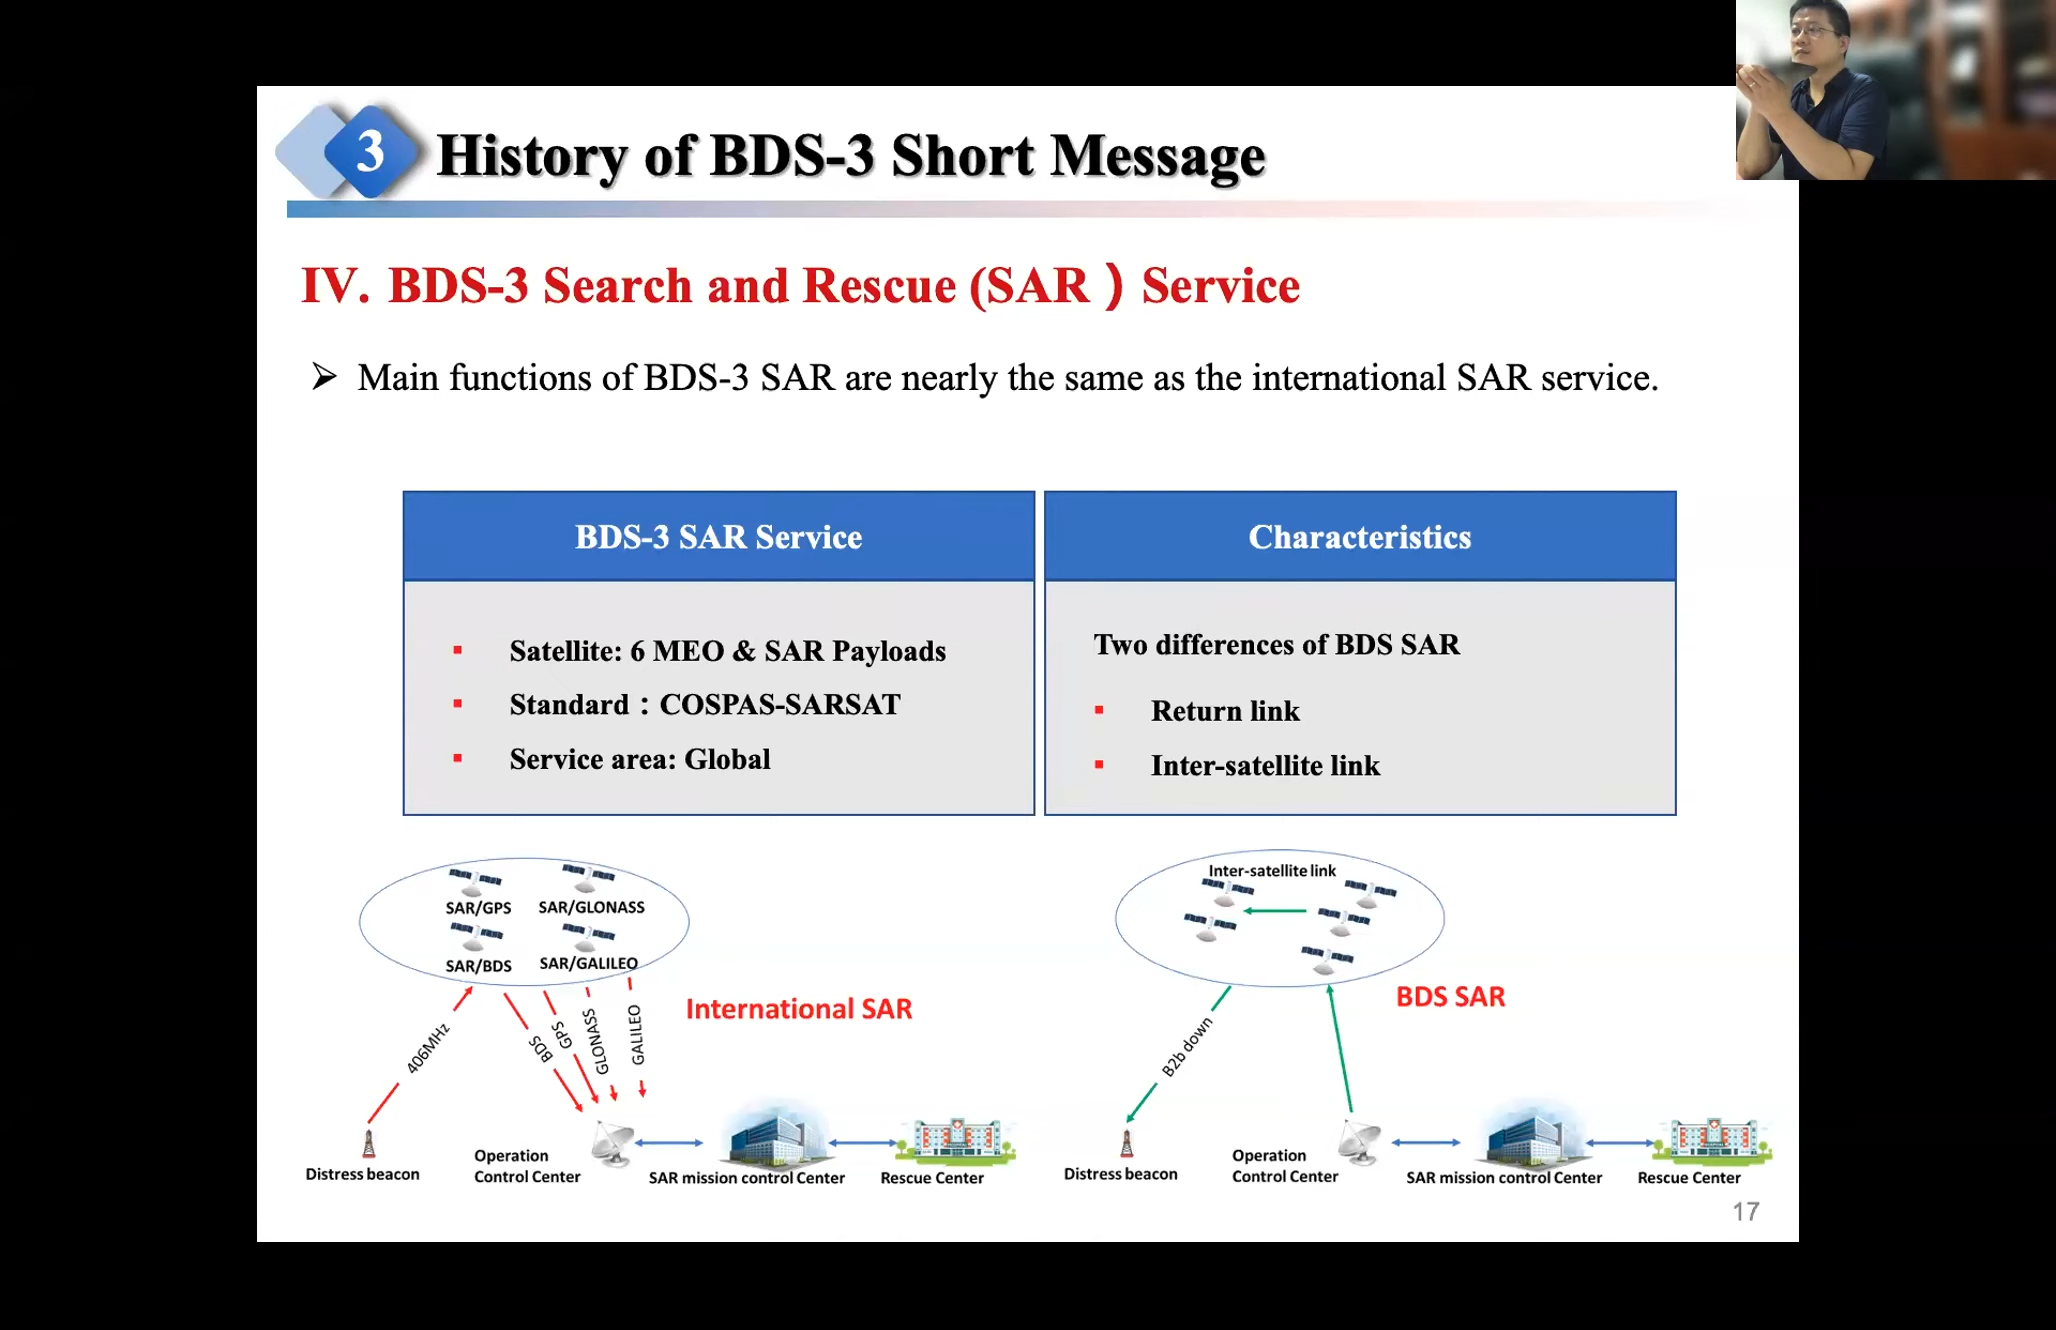 3
History of BDS-3 Short Message
IV. BDS-3 Search and Rescue (SAR ) Service
➢ Main functions of BDS-3 SAR are nearly the same as the international SAR service.
BDS-3 SAR Service
▪ Satellite: 6 MEO & SAR Payloads
▪ Standard：COSPAS-SARSAT
▪ Service area: Global
Characteristics
Two differences of BDS SAR
▪ Return link
▪ Inter-satellite link
SAR/GPS
SAR/GLONASS
SAR/BDS
SAR/GALILEO
406MHz
BDS
GPS
GLONASS
GALILEO
International SAR
Distress beacon
Operation
Control Center
SAR mission control Center
Rescue Center
Inter-satellite link
B2b down
BDS SAR
Distress beacon
Operation
Control Center
SAR mission control Center
Rescue Center
17